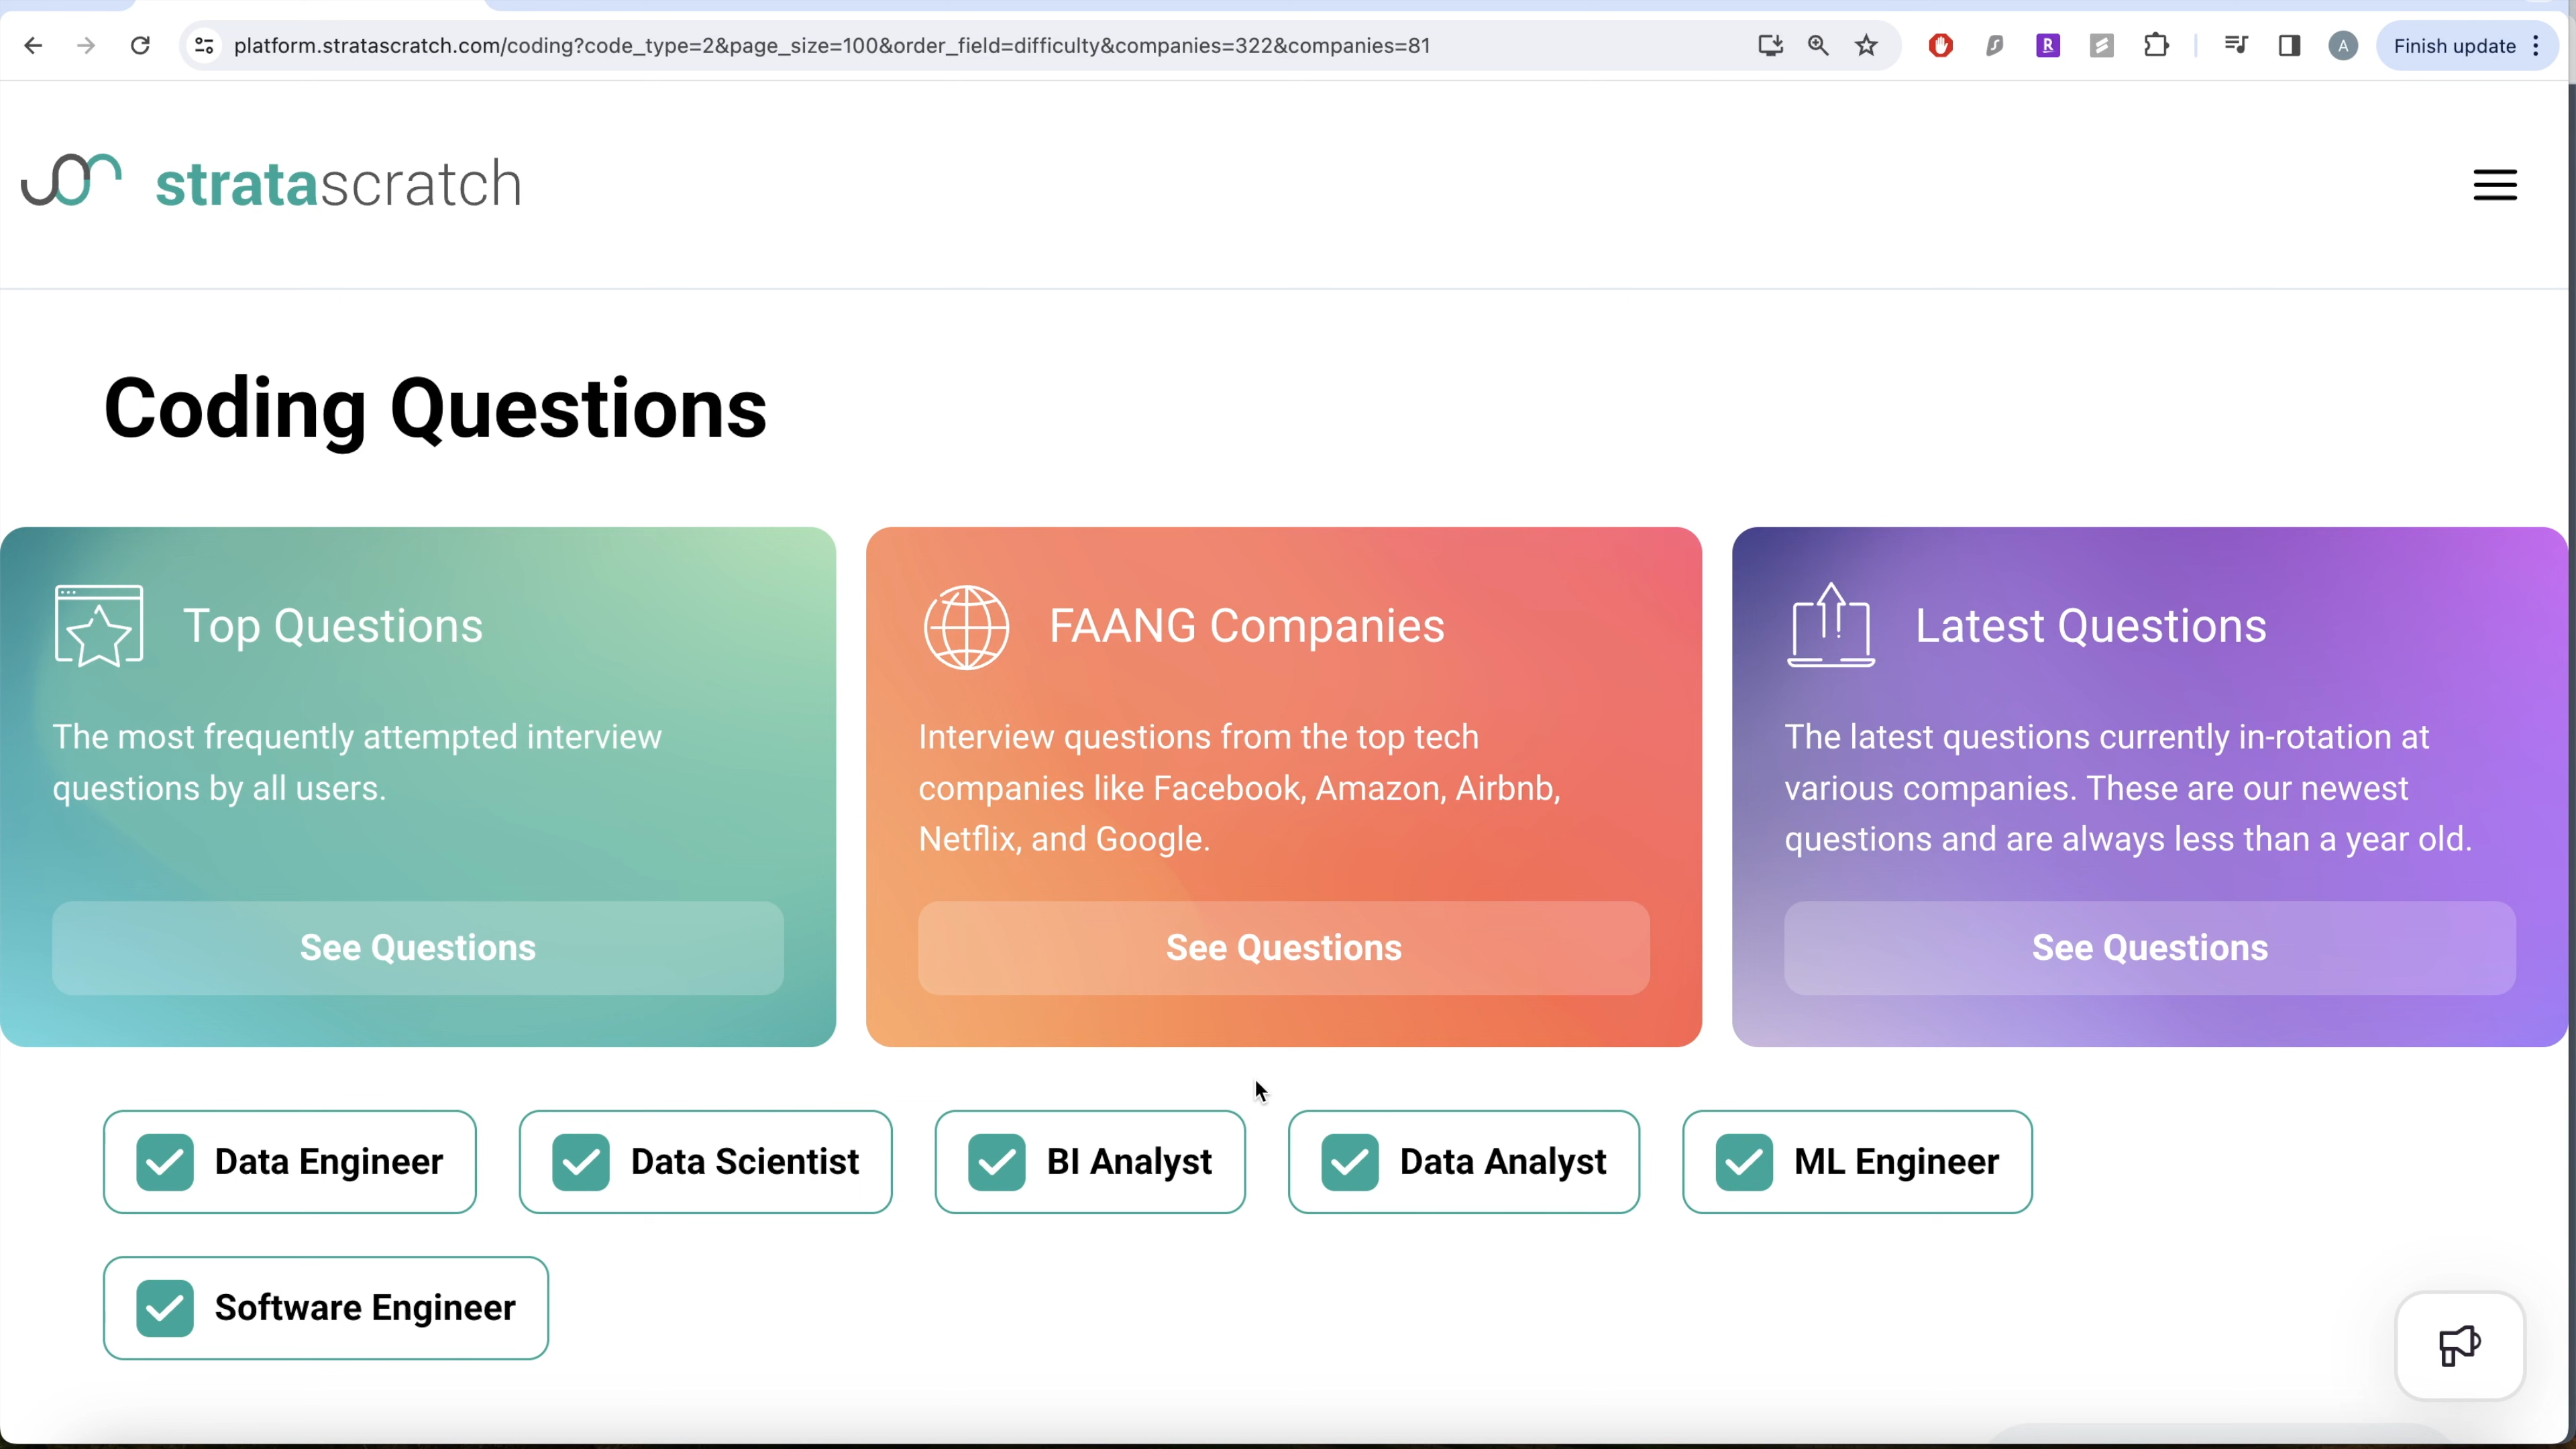 platform.stratascratch.com/coding?code_type=2&page_size=100&order_field=difficulty&companies=322&companies=81
R
A
Finish update
stratascratch
Coding Questions
Top Questions
The most frequently attempted interview
questions by all users.
See Questions
FAANG Companies
Interview questions from the top tech
companies like Facebook, Amazon, Airbnb,
Netflix, and Google.
See Questions
Latest Questions
The latest questions currently in-rotation at
various companies. These are our newest
questions and are always less than a year old.
See Questions
Data Engineer
Data Scientist
BI Analyst
Data Analyst
ML Engineer
Software Engineer